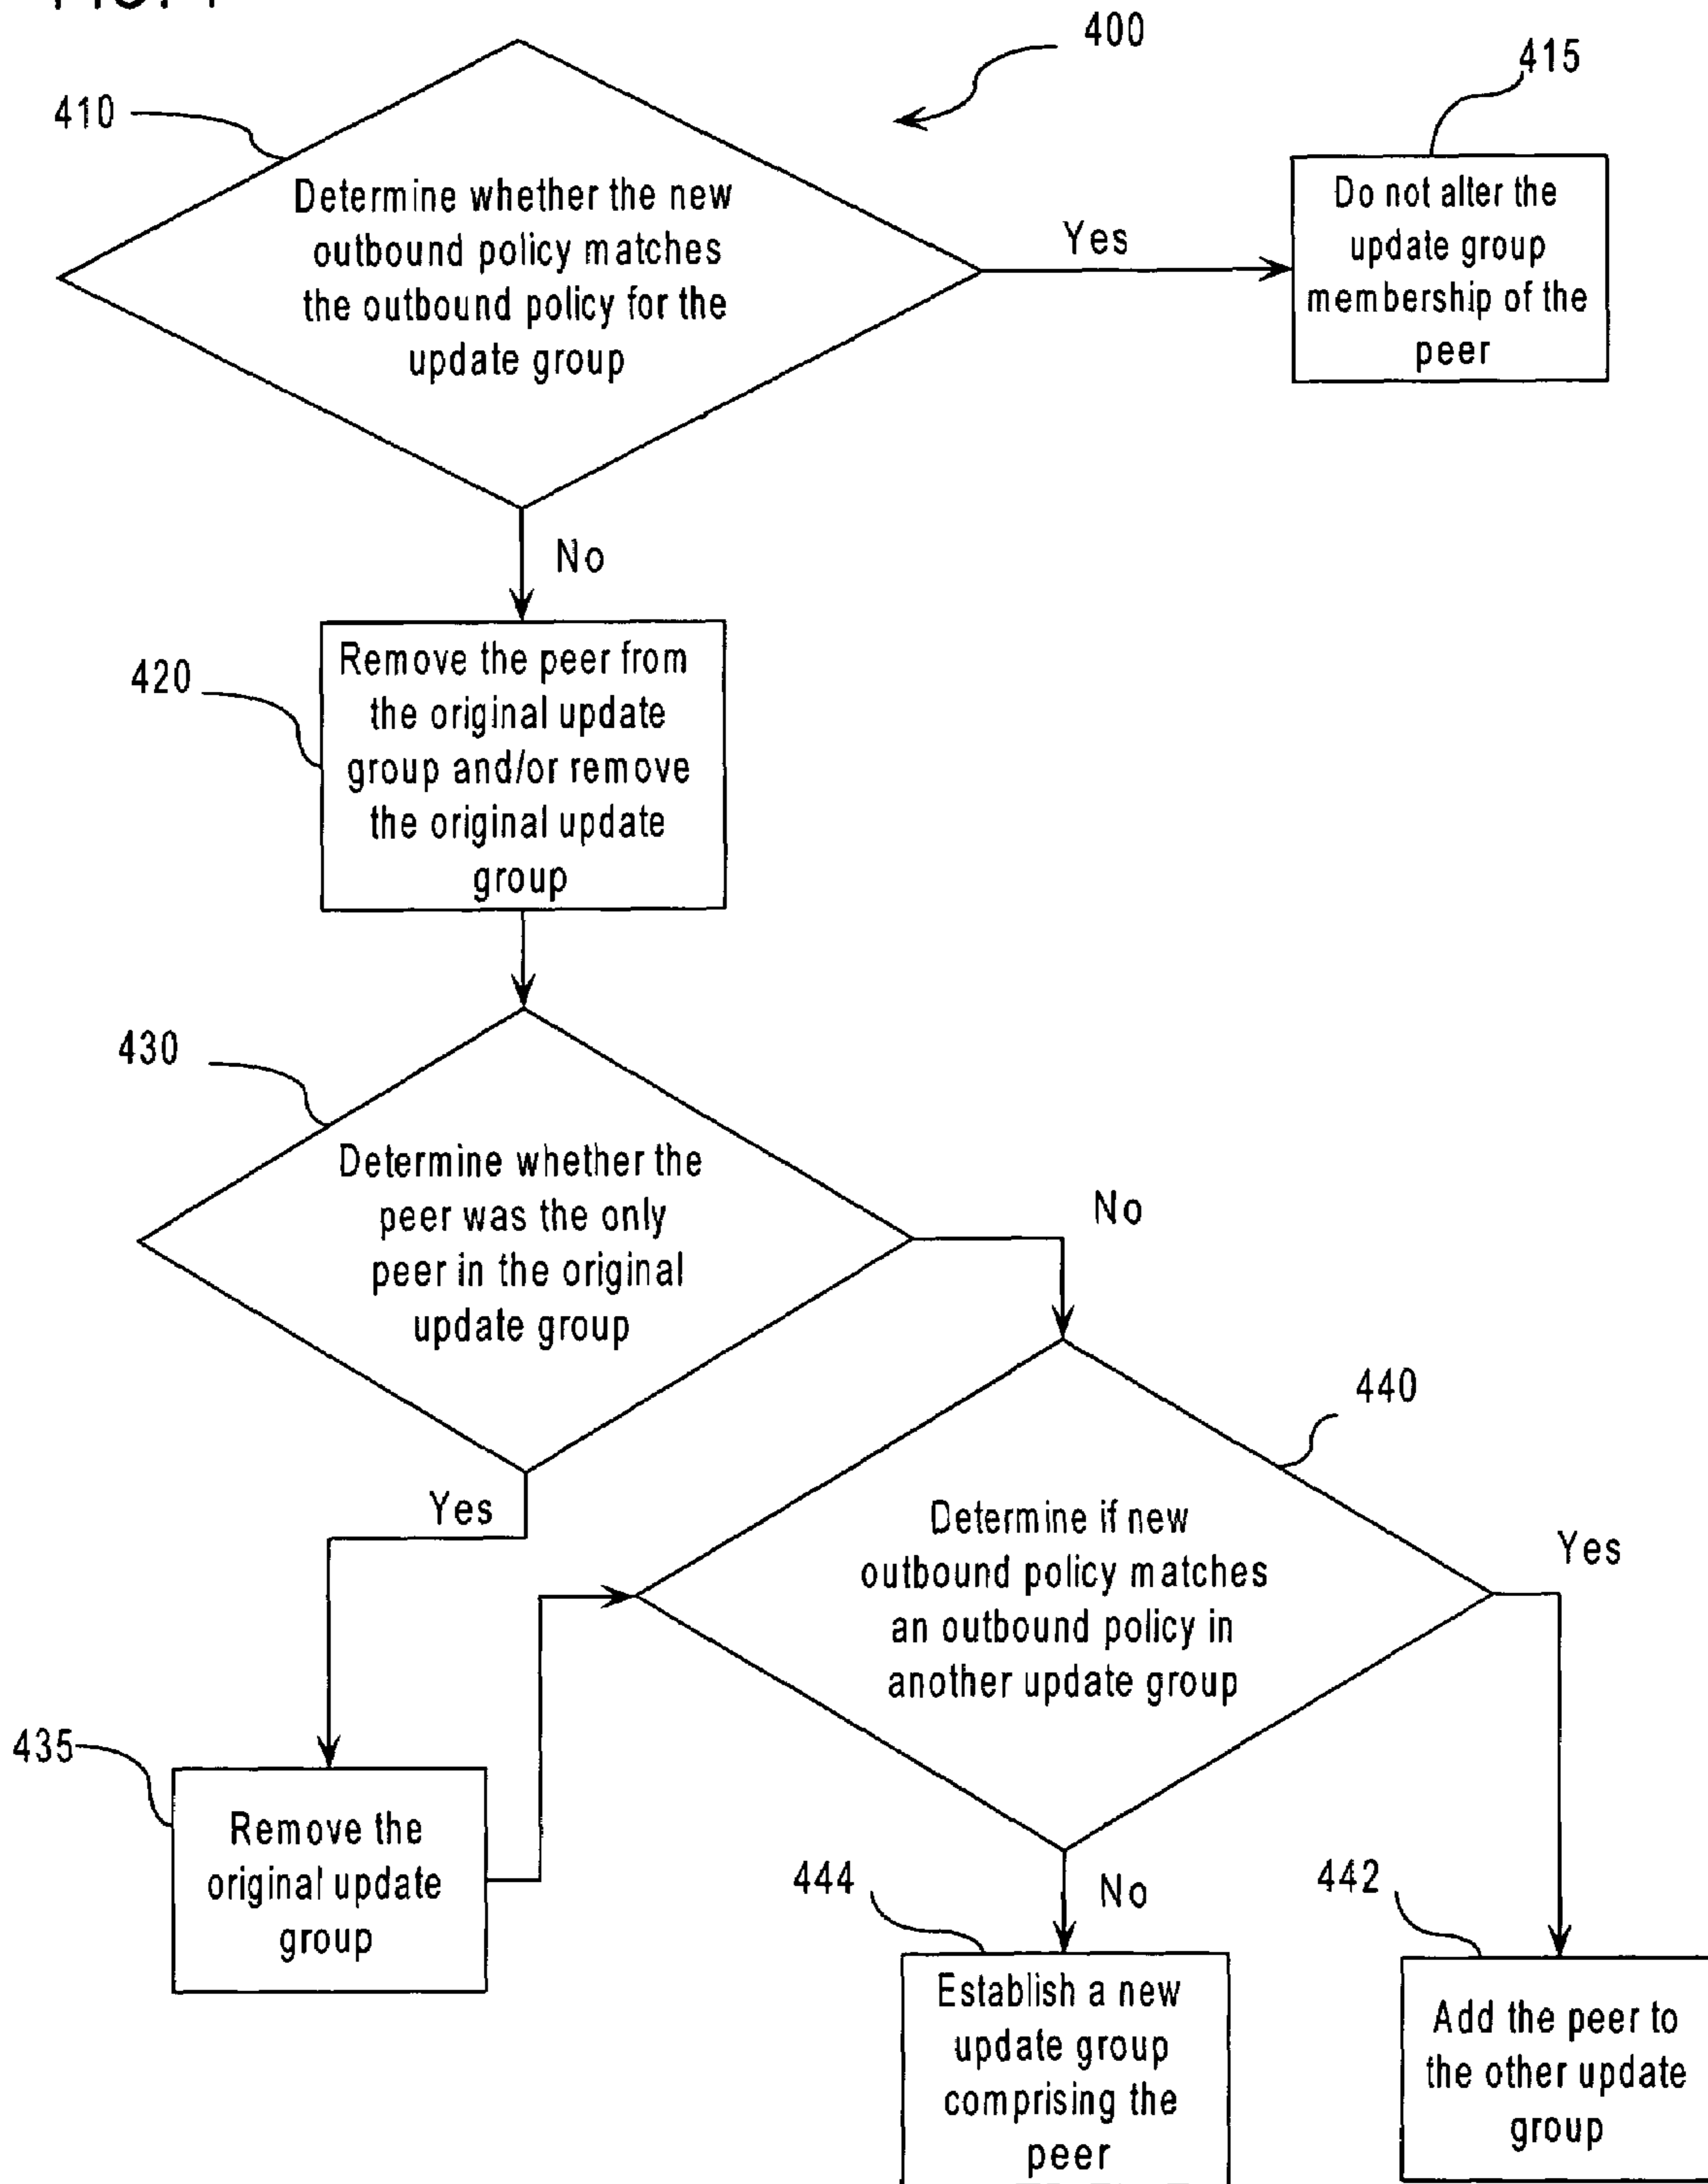 400
415
410
Determine whether the new
outbound policy matches
the outbound policy for the
update group
Yes
Do not alter the
update group
membership of the
peer
No
420
Remove the peer from
the original update
group and/or remove
the original update
group
430
Determine whether the
peer was the only
peer in the original
update group
No
Yes
440
Determine if new
outbound policy matches
an outbound policy in
another update group
Yes
435
Remove the
original update
group
444
No
442
Establish a new
update group
comprising the
peer
Add the peer to
the other update
group